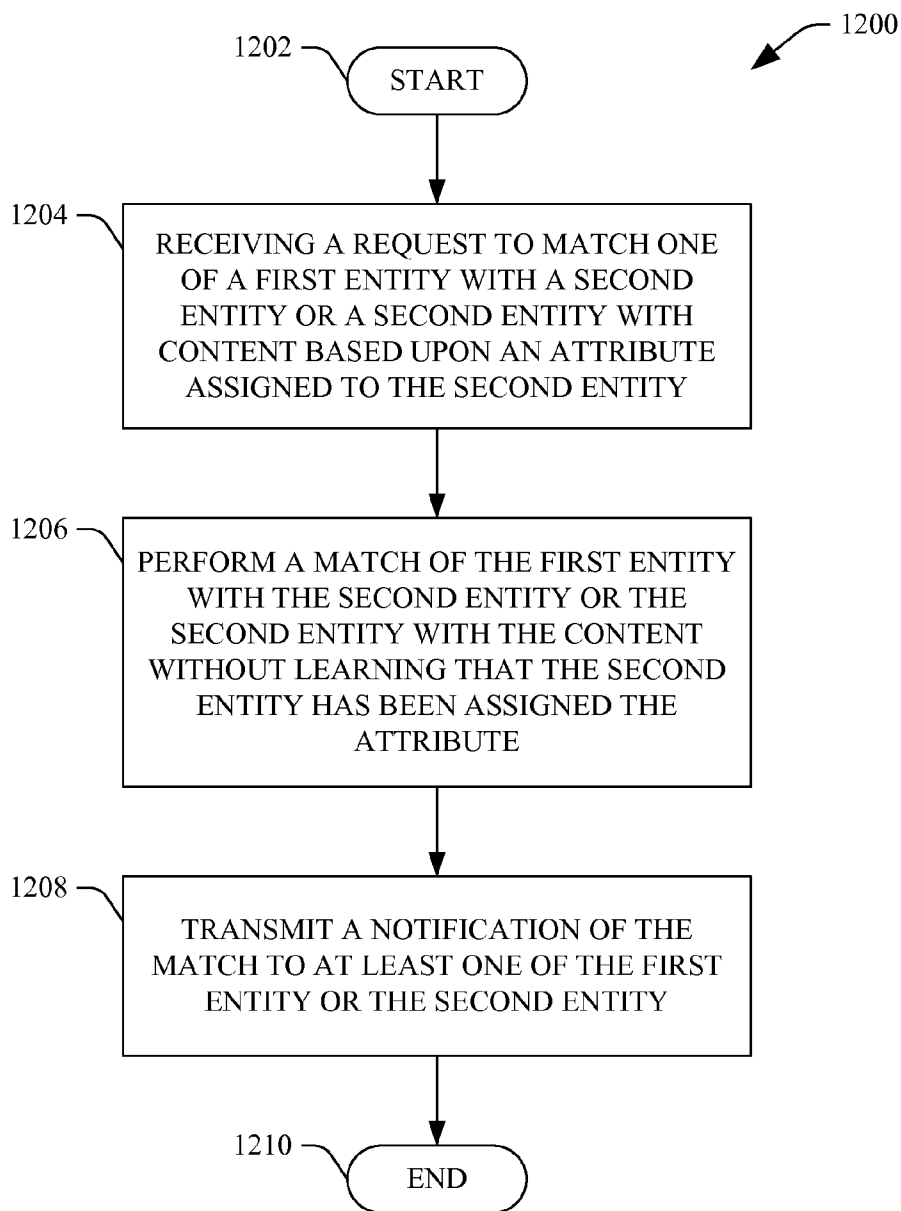 1200
1202
START
1204
RECEIVING A REQUEST TO MATCH ONE
OF A FIRST ENTITY WITH A SECOND
ENTITY OR A SECOND ENTITY WITH
CONTENT BASED UPON AN ATTRIBUTE
ASSIGNED TO THE SECOND ENTITY
1206
PERFORM A MATCH OF THE FIRST ENTITY
WITH THE SECOND ENTITY OR THE
SECOND ENTITY WITH THE CONTENT
WITHOUT LEARNING THAT THE SECOND
ENTITY HAS BEEN ASSIGNED THE
ATTRIBUTE
1208
TRANSMIT A NOTIFICATION OF THE
MATCH TO AT LEAST ONE OF THE FIRST
ENTITY OR THE SECOND ENTITY
1210
END